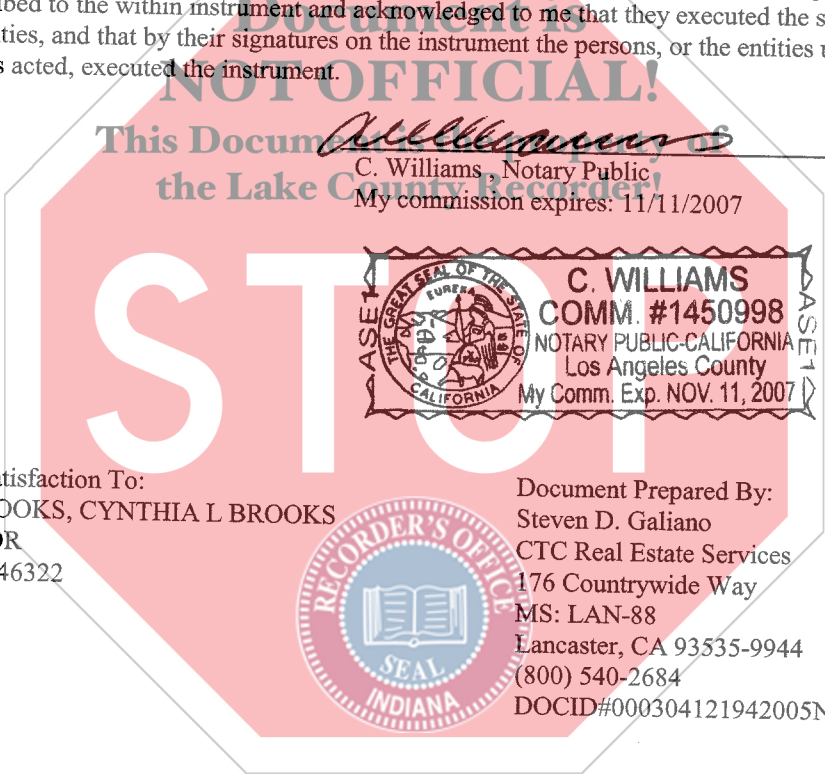 bed to the within instrument and acknowledged to me that they executed the s
ties, and that by their signatures on the instrument the persons, or the entities u
s acted, executed the instrument.
Document is
NOT OFFICIAL!
This Document is the property of
the Lake County Recorder!
C. Williams , Notary Public
My commission expires: 11/11/2007
STOP
ASE1
THE GREAT SEAL OF THE STATE OF CALIFORNIA
EUREKA
C. WILLIAMS
COMM. #1450998
NOTARY PUBLIC-CALIFORNIA
Los Angeles County
My Comm. Exp. NOV. 11, 2007
ASE1
tisfaction To:
OOKS, CYNTHIA L BROOKS
OR
46322
RECORDER'S OFFICE
SEAL
INDIANA
Document Prepared By:
Steven D. Galiano
CTC Real Estate Services
176 Countrywide Way
MS: LAN-88
Lancaster, CA 93535-9944
(800) 540-2684
DOCID#000304121942005N